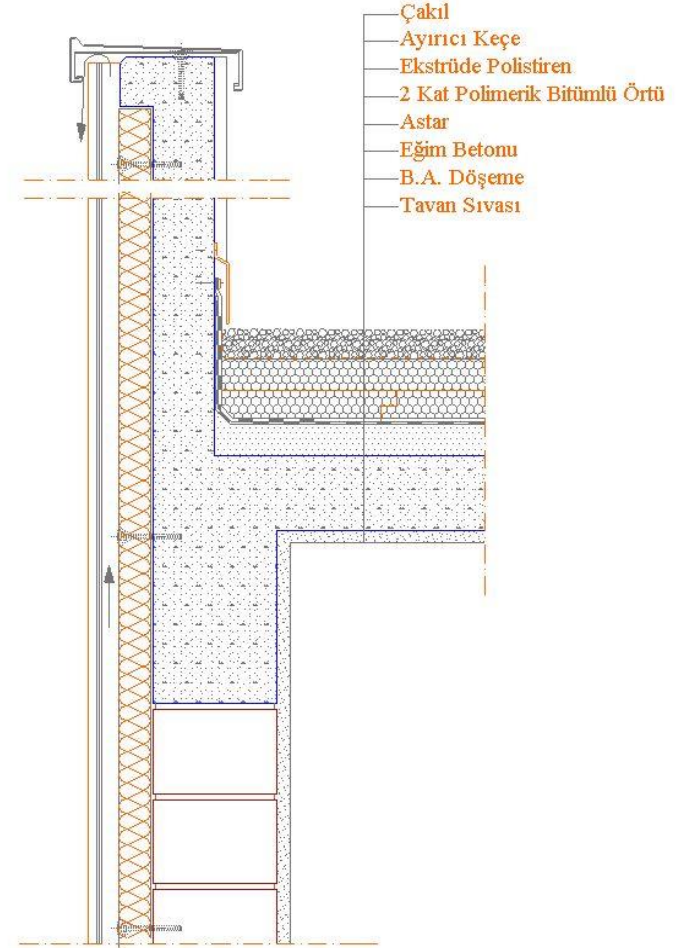 Çakıl
Ayırıcı Keçe
Ekstrüde Polistiren
2 Kat Polimerik Bitümlü Örtü
Astar
Eğim Betonu
B.A. Döşeme
Tavan Sıvası